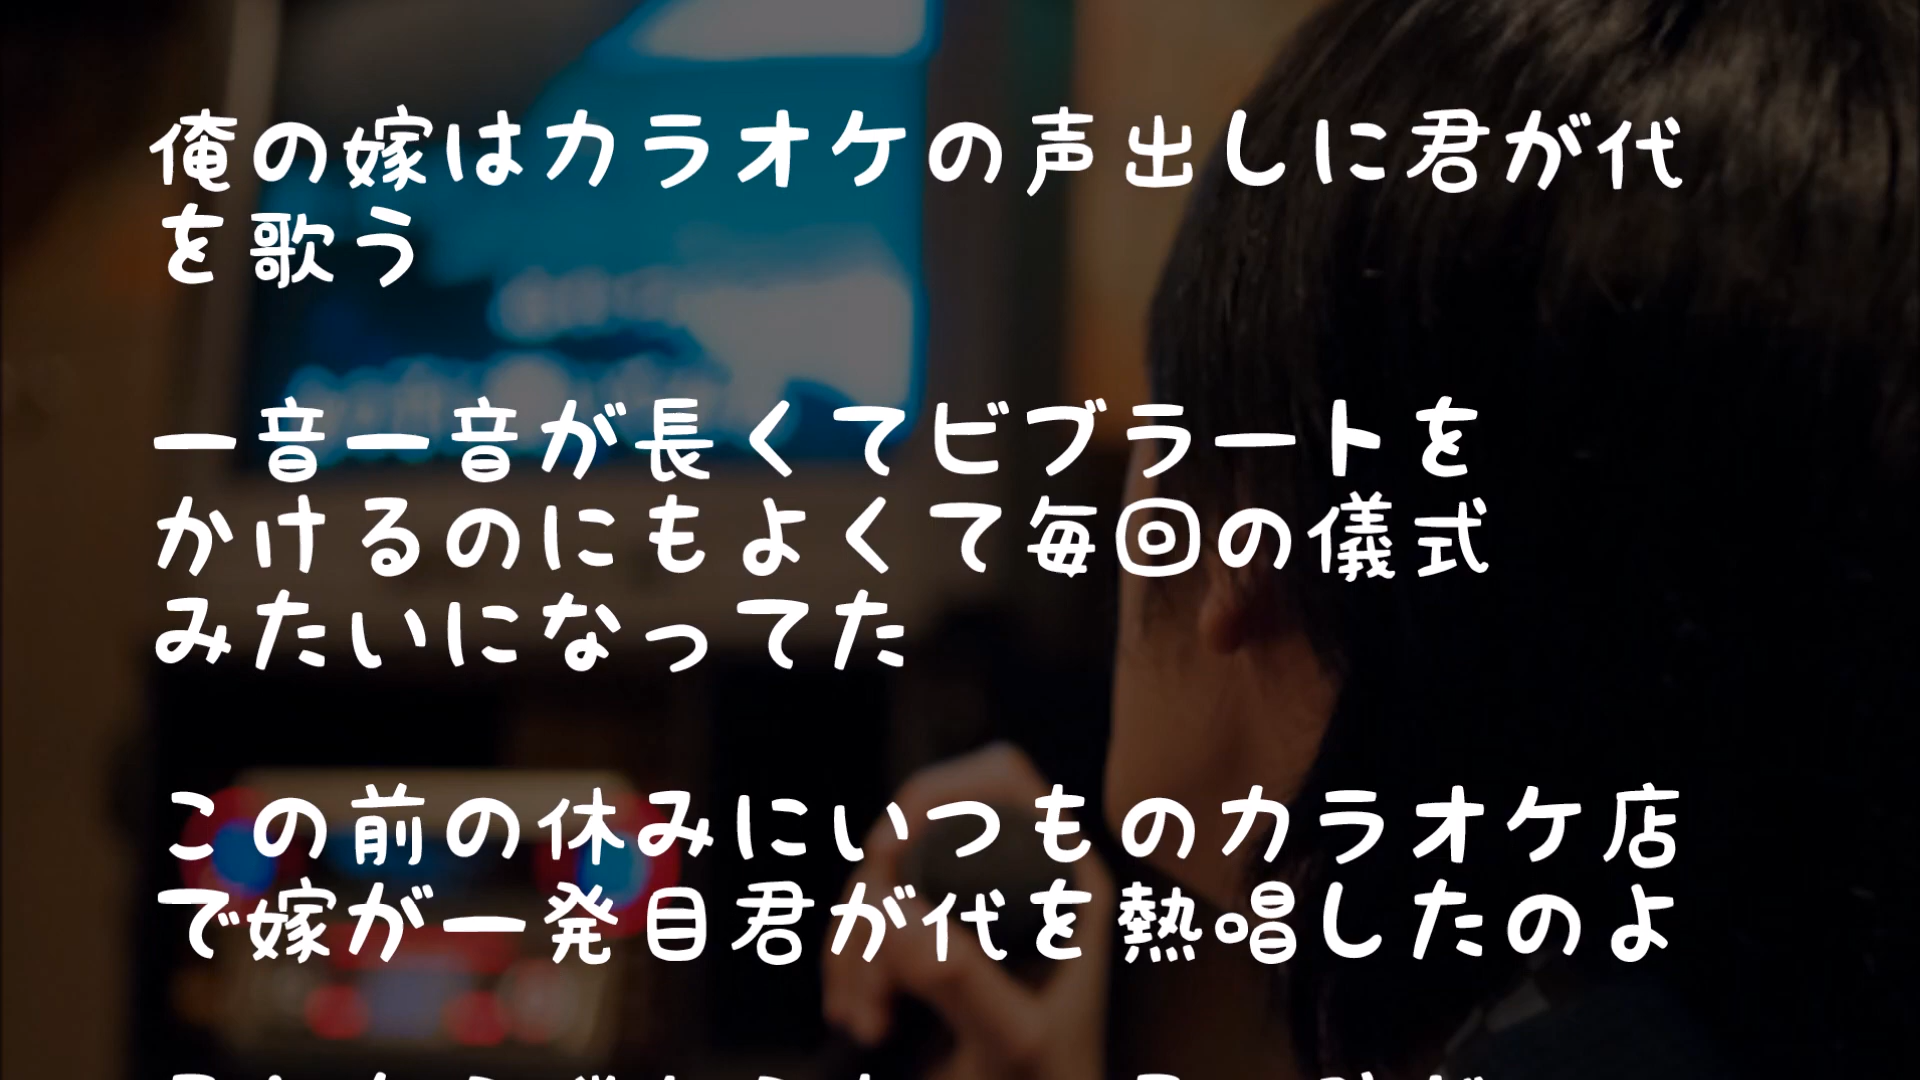 俺の嫁はカラオケの声出しに君が代
を歌う
一音一音が長くてビブラートを
かけるのにもよくて毎回の儀式
みたいになってた
この前の休みにいつものカラオケ店
で嫁が一発目君が代を熱唱したのよ